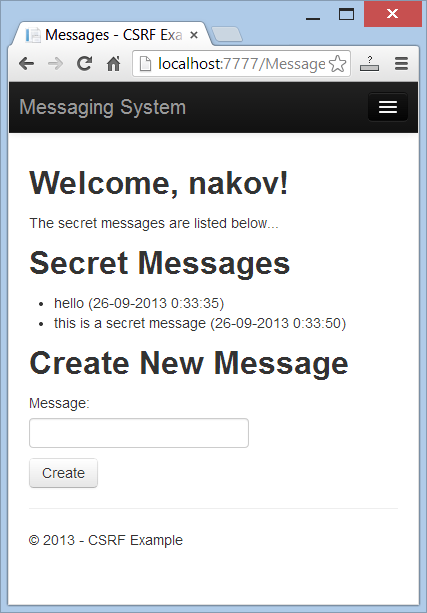 Messages - CSRF Exa
localhost:7777/Message
Messaging System
Welcome, nakov!
The secret messages are listed below...
Secret Messages
hello (26-09-2013 0:33:35)
this is a secret message (26-09-2013 0:33:50)
Create New Message
Message:
Create
© 2013 - CSRF Example